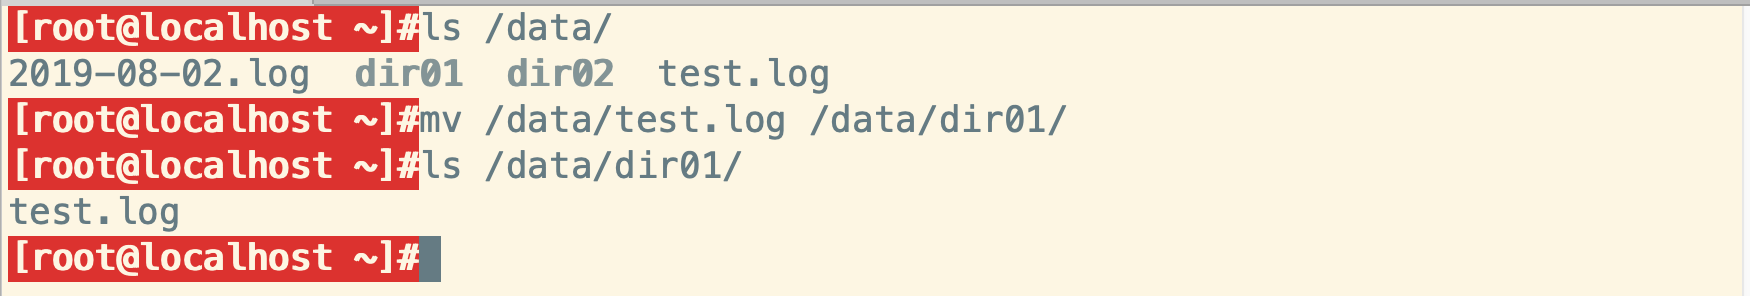 [root@localhost ~]#ls /data/
2019-08-02.log  dir01  dir02  test.log
[root@localhost ~]#mv /data/test.log /data/dir01/
[root@localhost ~]#ls /data/dir01/
test.log
[root@localhost ~]#